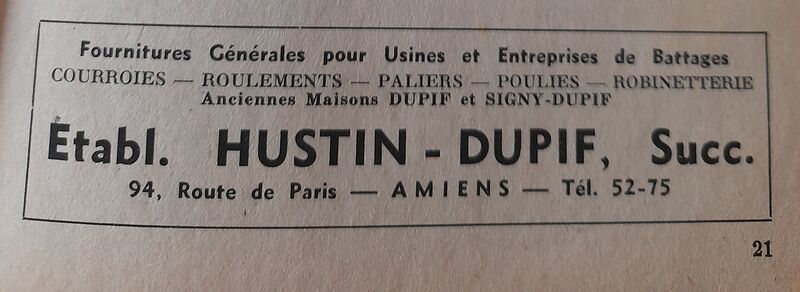 Fournitures Générales pour Usines et Entreprises de Battages
COURROIES — ROULEMENTS — PALIERS — POULIES — ROBINETTERIE
Anciennes Maisons DUPIF et SIGNY-DUPIF
Établ. HUSTIN - DUPIF, Succ.
94, Route de Paris — AMIENS — Tél. 52-75
21